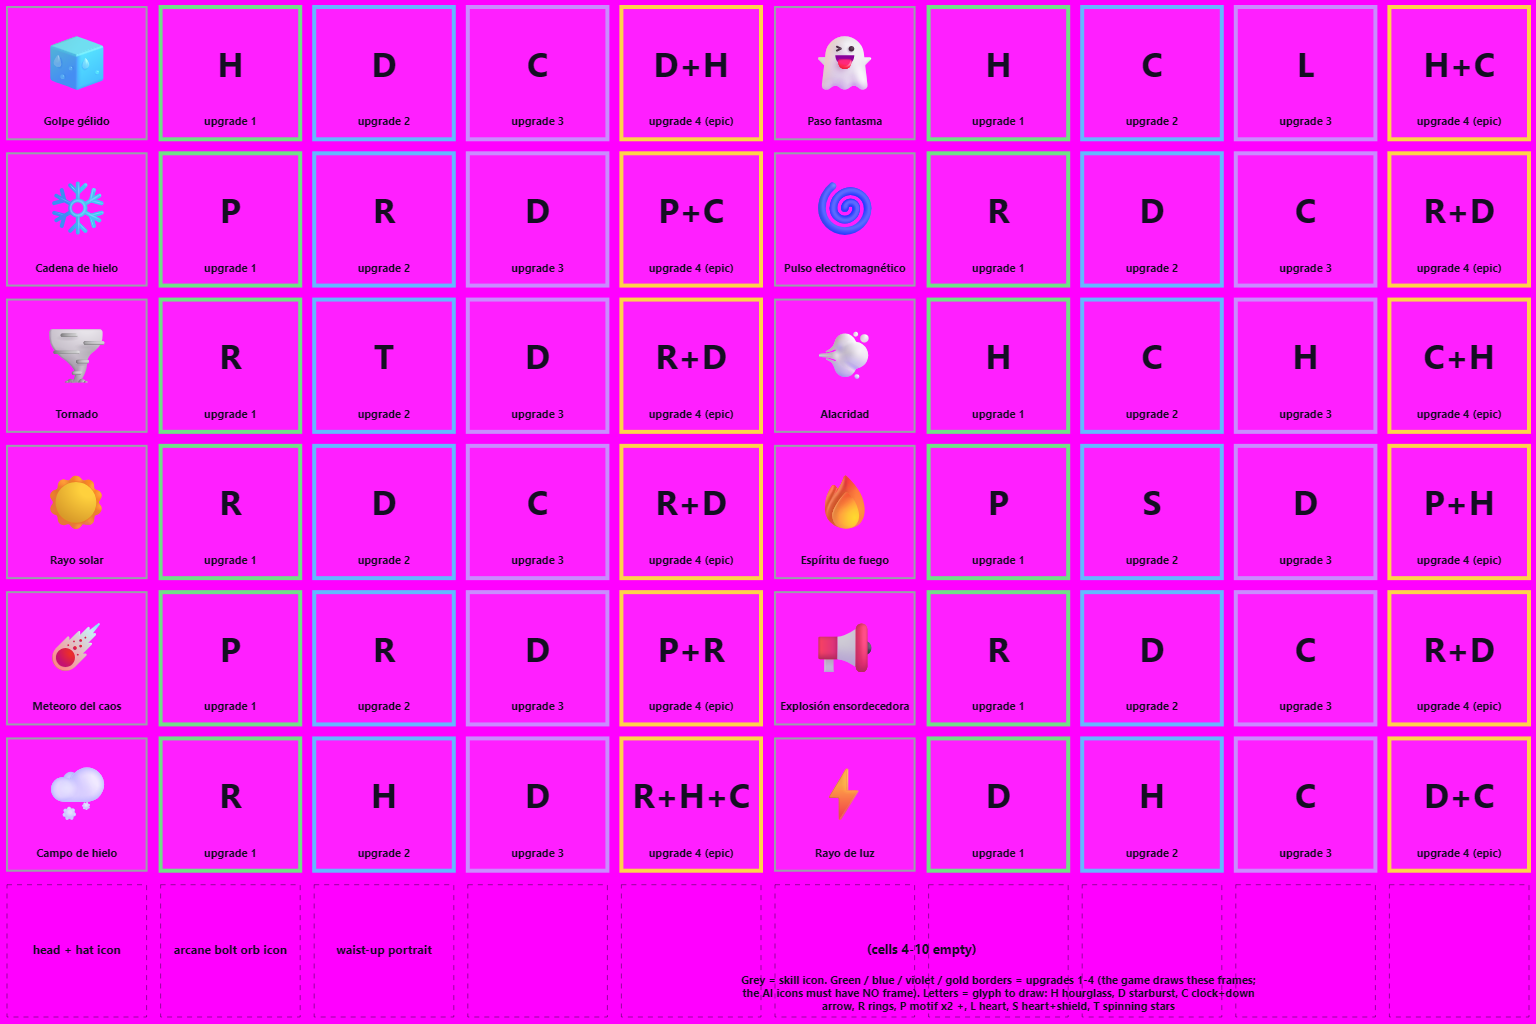 H D C D+H H C L H+C
Golpe gélido upgrade 1 upgrade 2 upgrade 3 upgrade 4 (epic) Paso fantasma upgrade 1 upgrade 2 upgrade 3 upgrade 4 (epic)
P R D P+C R D C R+D
Cadena de hielo upgrade 1 upgrade 2 upgrade 3 upgrade 4 (epic) Pulso electromagnético upgrade 1 upgrade 2 upgrade 3 upgrade 4 (epic)
R T D R+D H C H C+H
Tornado upgrade 1 upgrade 2 upgrade 3 upgrade 4 (epic) Alacridad upgrade 1 upgrade 2 upgrade 3 upgrade 4 (epic)
R D C R+D P S D P+H
Rayo solar upgrade 1 upgrade 2 upgrade 3 upgrade 4 (epic) Espíritu de fuego upgrade 1 upgrade 2 upgrade 3 upgrade 4 (epic)
P R D P+R R D C R+D
Meteoro del caos upgrade 1 upgrade 2 upgrade 3 upgrade 4 (epic) Explosión ensordecedora upgrade 1 upgrade 2 upgrade 3 upgrade 4 (epic)
R H D R+H+C D H C D+C
Campo de hielo upgrade 1 upgrade 2 upgrade 3 upgrade 4 (epic) Rayo de luz upgrade 1 upgrade 2 upgrade 3 upgrade 4 (epic)
head + hat icon arcane bolt orb icon waist-up portrait (cells 4-10 empty)
Grey = skill icon. Green / blue / violet / gold borders = upgrades 1-4 (the game draws these frames;
the AI icons must have NO frame). Letters = glyph to draw: H hourglass, D starburst, C clock+down
arrow, R rings, P motif x2 +, L heart, S heart+shield, T spinning stars